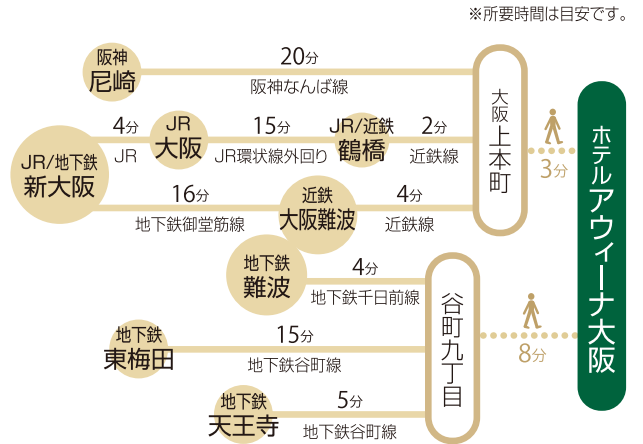 ※所要時間は目安です。
阪神
尼崎
20分
阪神なんば線
JR/地下鉄
新大阪
4分
JR
JR
大阪
15分
JR環状線外回り
JR/近鉄
鶴橋
2分
近鉄線
16分
地下鉄御堂筋線
近鉄
大阪難波
4分
近鉄線
大阪上本町
3分
地下鉄
難波
4分
地下鉄千日前線
地下鉄
東梅田
15分
地下鉄谷町線
地下鉄
天王寺
5分
地下鉄谷町線
谷町九丁目
8分
ホテルアウィーナ大阪